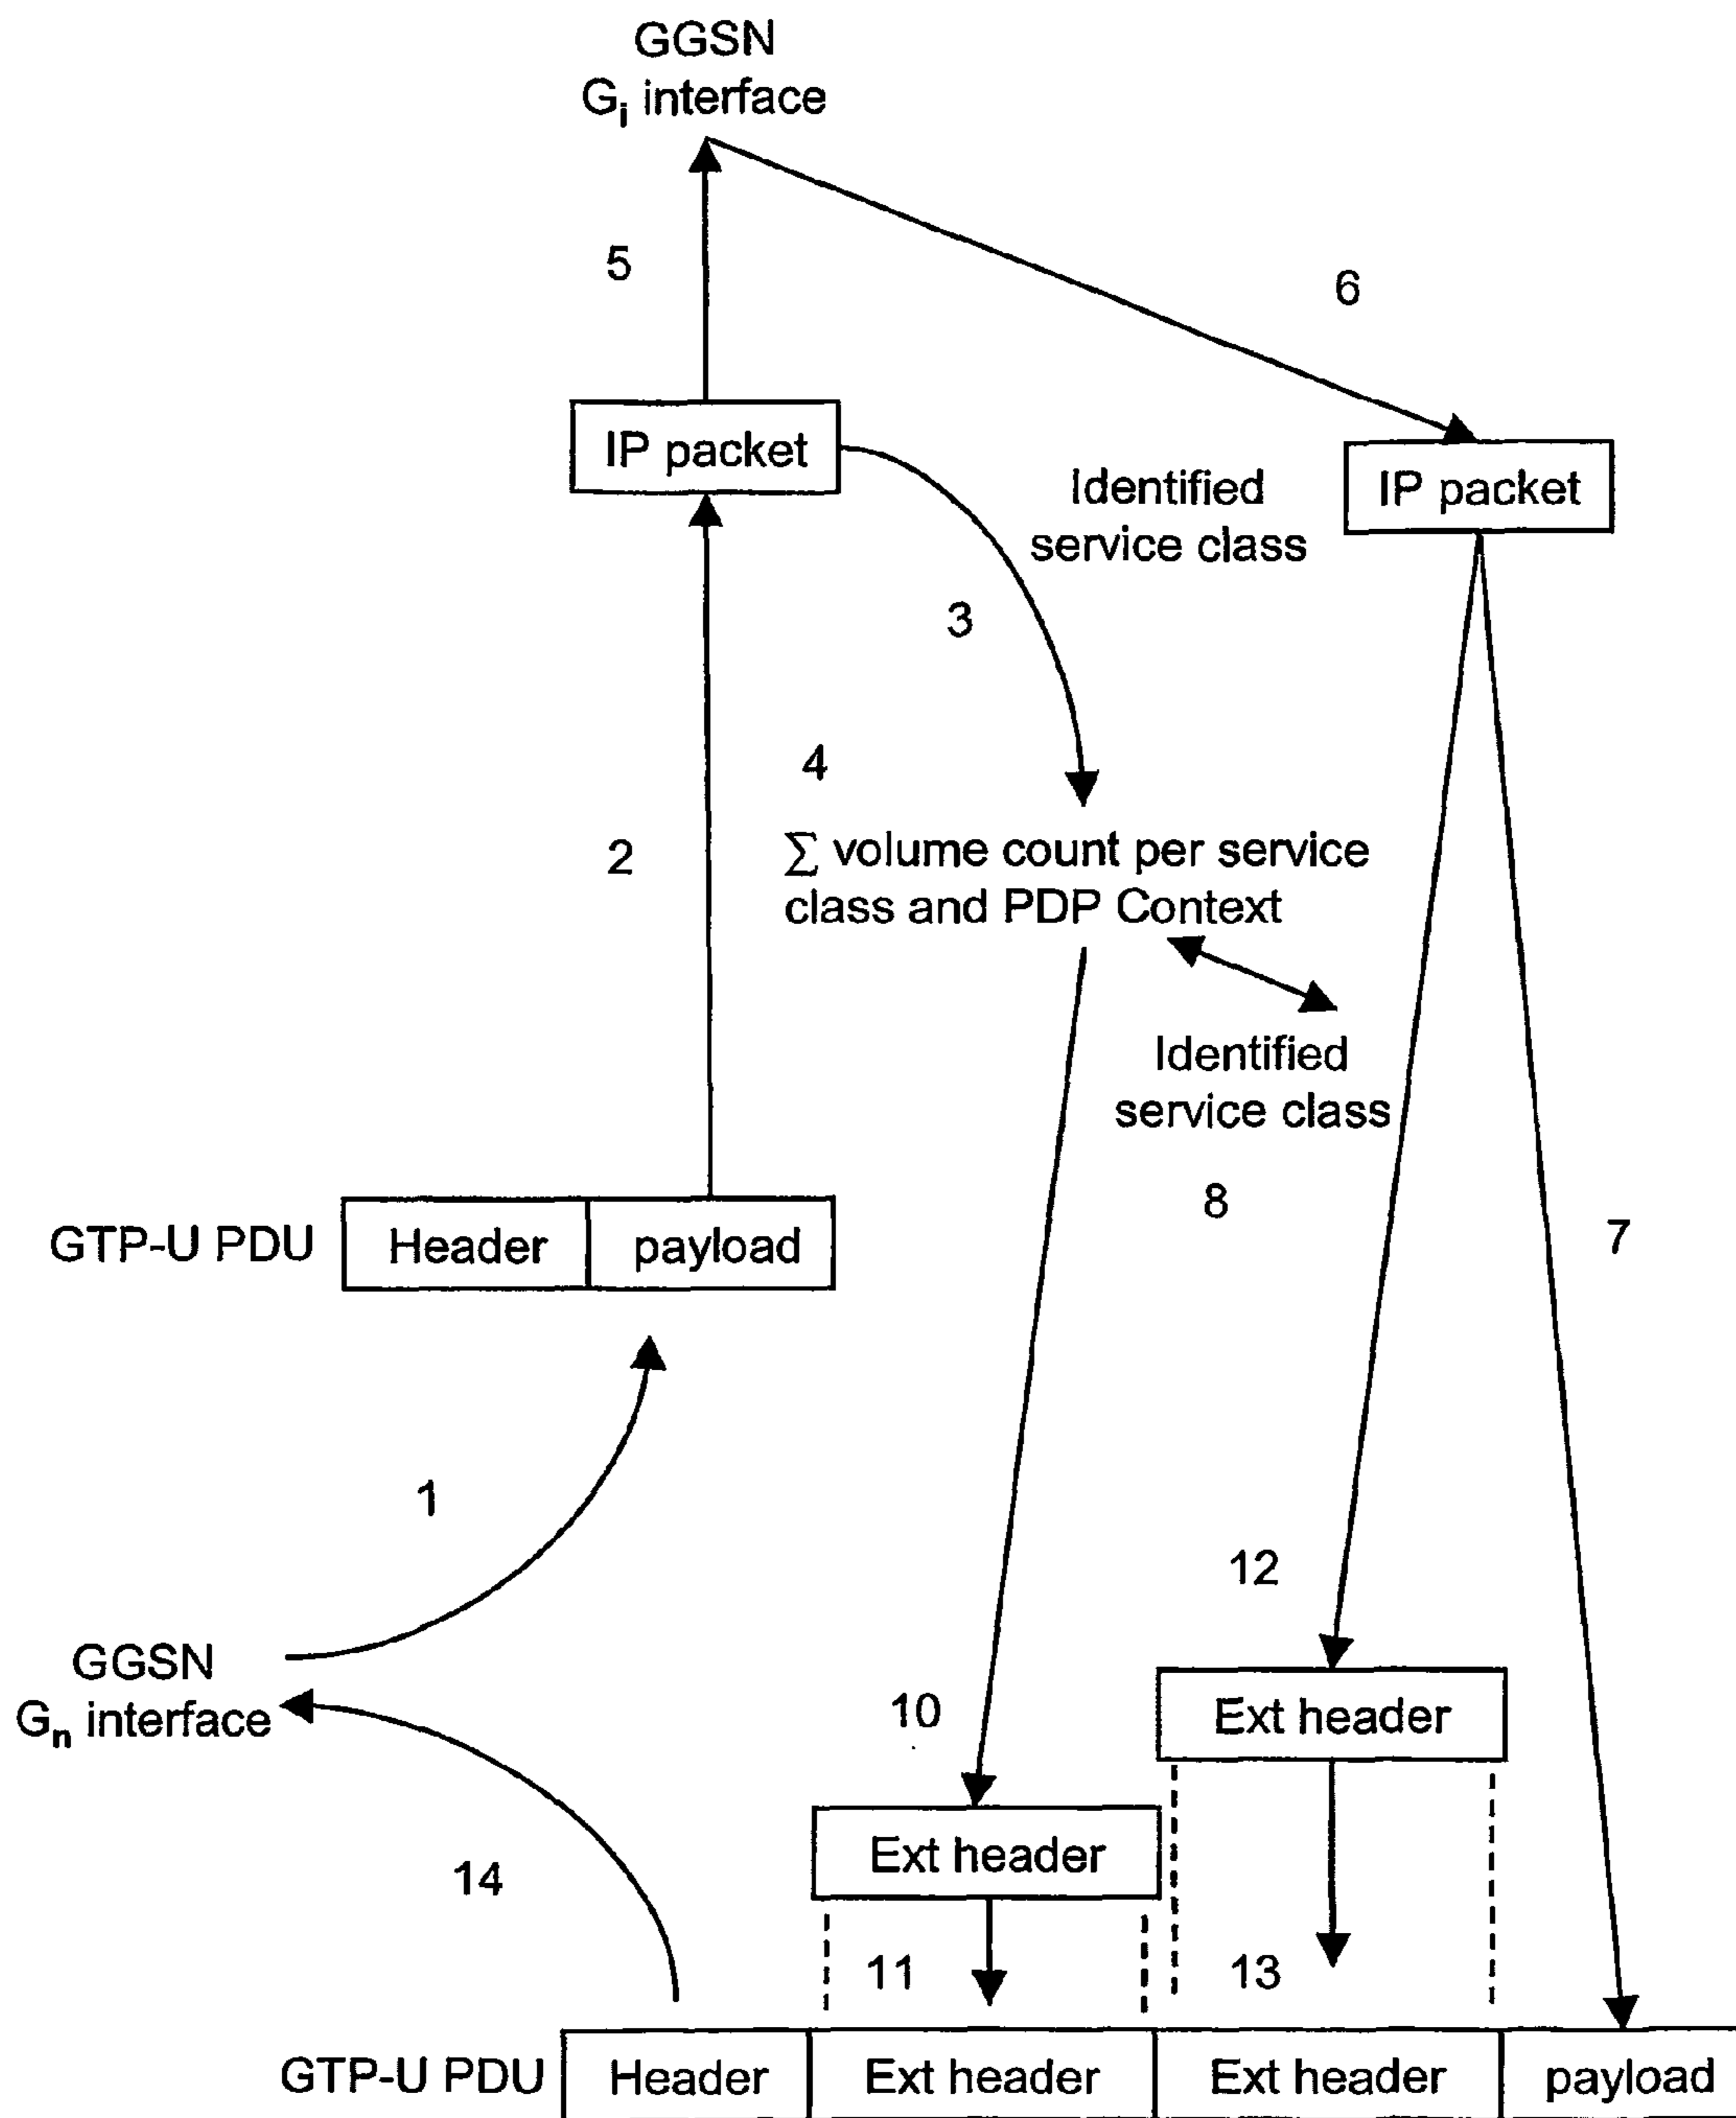 GGSN
Gi interface
5
6
IP packet
Identified
service class
IP packet
3
4
2
∑ volume count per service
class and PDP Context
Identified
service class
8
7
GTP-U PDU Header payload
1
12
GGSN
Gn interface
10
Ext header
Ext header
14
11
13
GTP-U PDU Header Ext header Ext header payload